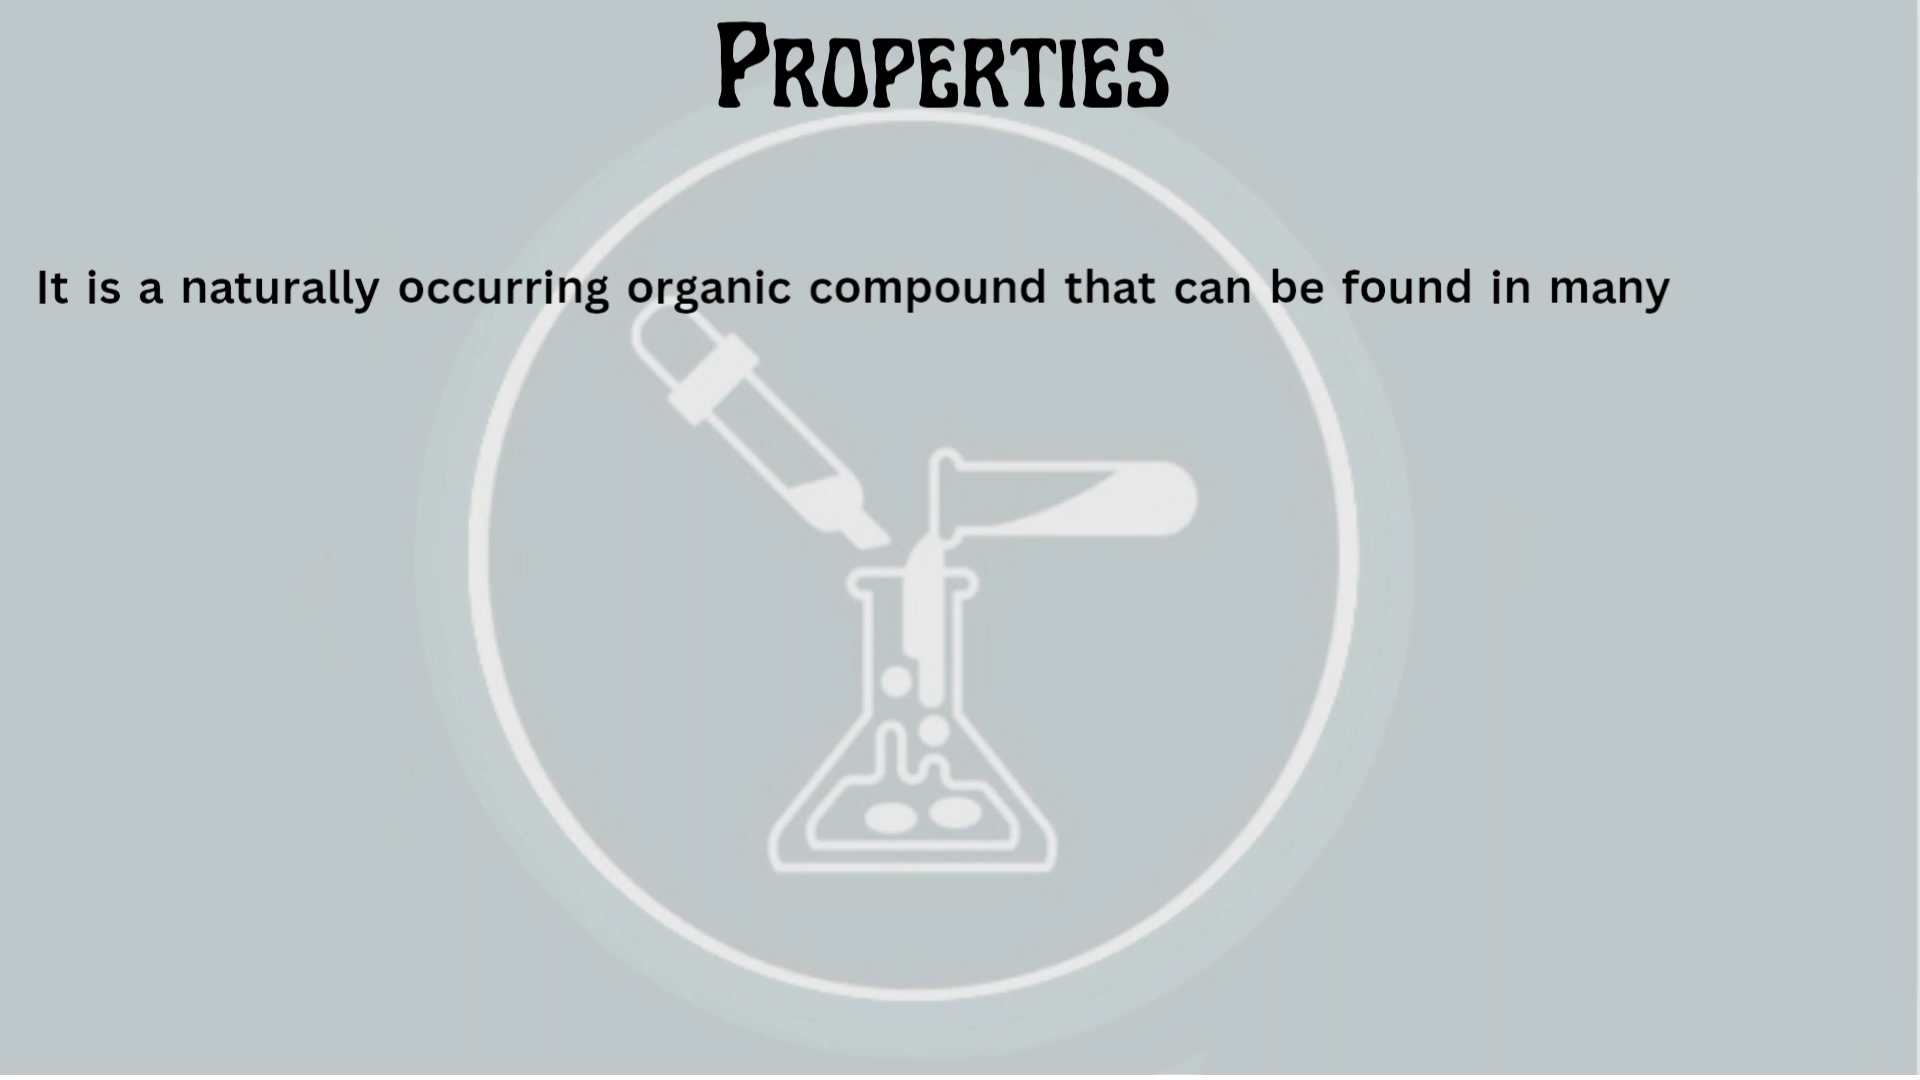 PROPERTIES
It is a naturally occurring organic compound that can be found in many